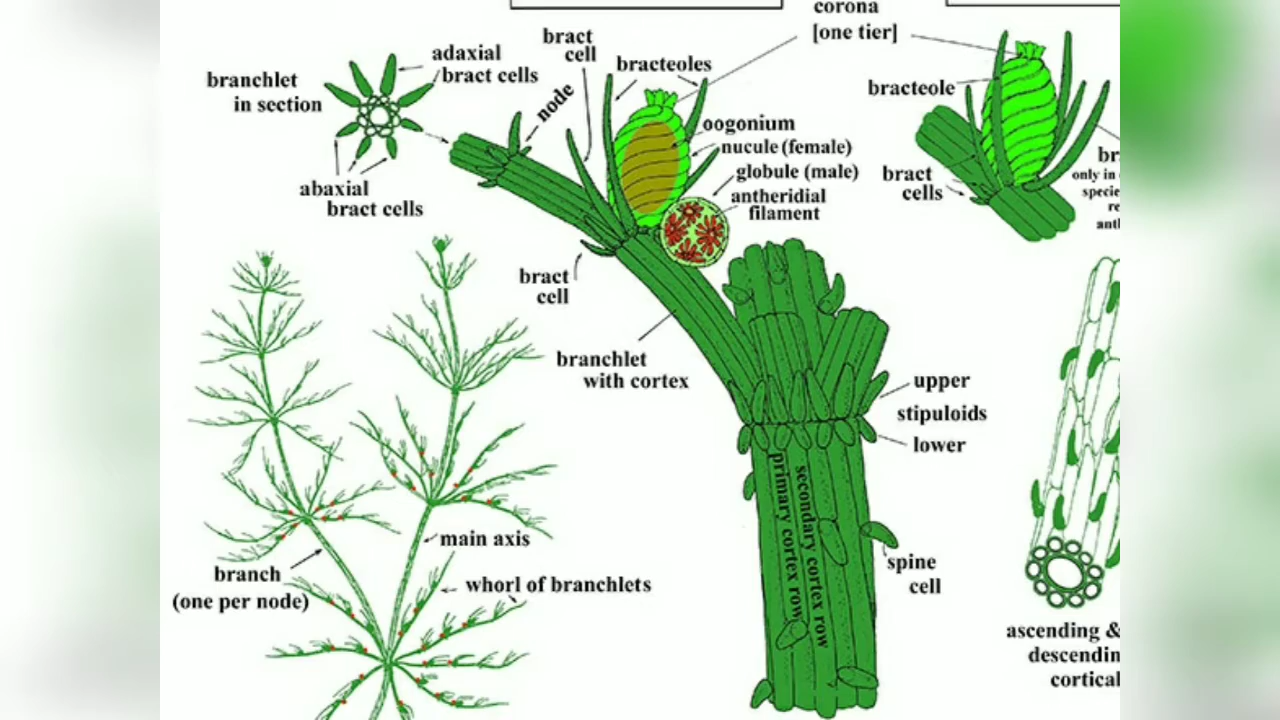 corona
[one tier]
bract
cell
bracteoles
adaxial
bract cells
branchlet
in section
node
bracteole
oogonium
nucule (female)
globule (male)
antheridial
filament
bract
cells
only in
abaxial
bract cells
bract
cell
branchlet
with cortex
upper
stipuloids
lower
primary cortex row
secondary cortex row
main axis
spine
cell
branch
(one per node)
whorl of branchlets
ascending &
cortical